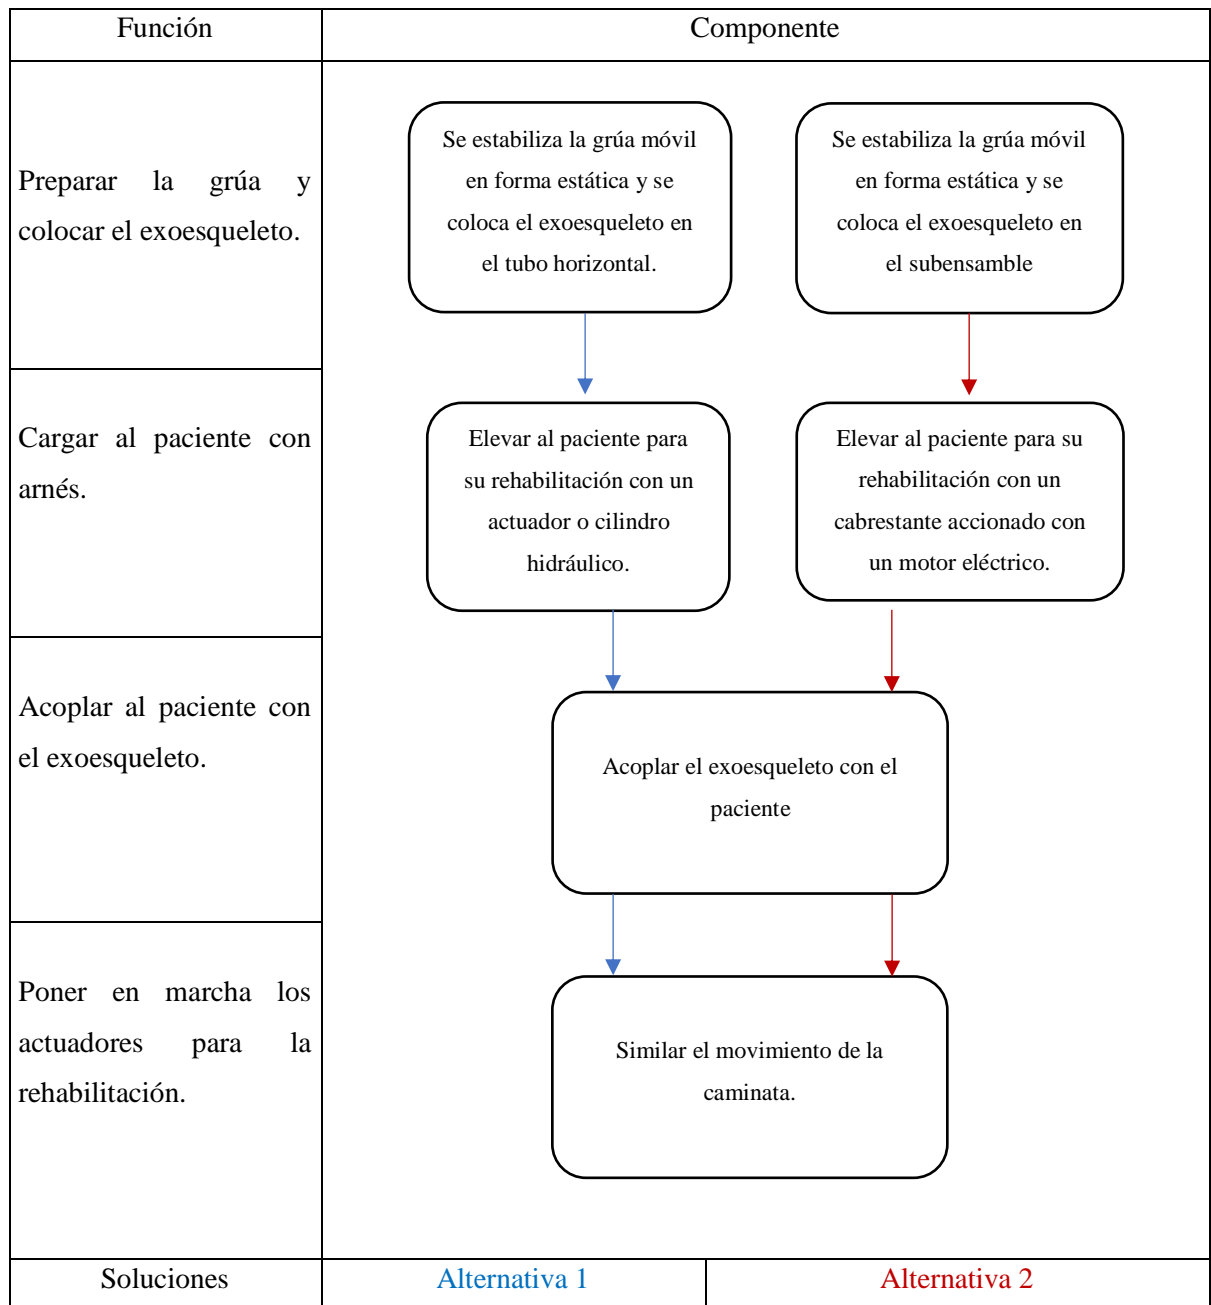 Función
Componente
Preparar la grúa y
colocar el exoesqueleto.
Se estabiliza la grúa móvil
en forma estática y se
coloca el exoesqueleto en
el tubo horizontal.
Se estabiliza la grúa móvil
en forma estática y se
coloca el exoesqueleto en
el subensamble
Cargar al paciente con
arnés.
Elevar al paciente para
su rehabilitación con un
actuador o cilindro
hidráulico.
Elevar al paciente para su
rehabilitación con un
cabrestante accionado con
un motor eléctrico.
Acoplar al paciente con
el exoesqueleto.
Acoplar el exoesqueleto con el
paciente
Poner en marcha los
actuadores para la
rehabilitación.
Similar el movimiento de la
caminata.
Soluciones
Alternativa 1
Alternativa 2